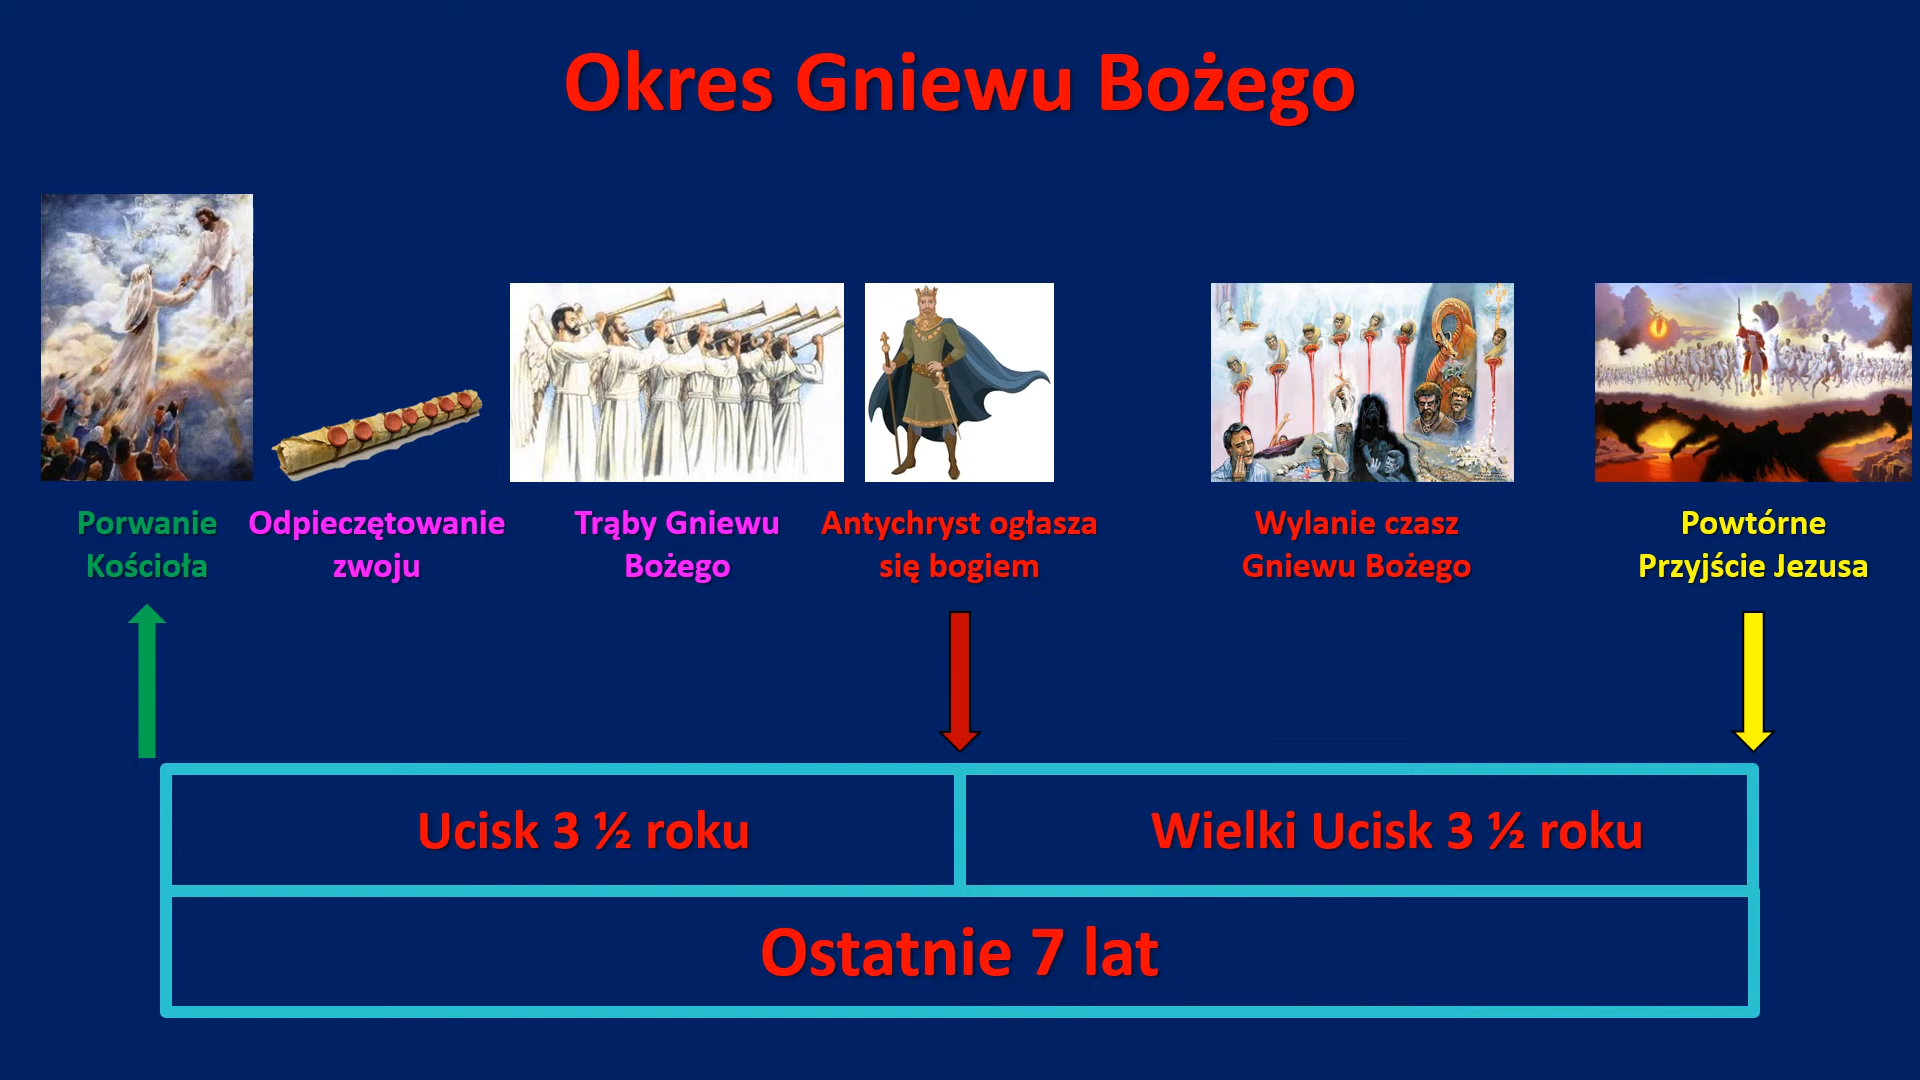 Okres Gniewu Bożego
Porwanie
Kościoła
Odpieczętowanie
zwoju
Trąby Gniewu
Bożego
Antychryst ogłasza
się bogiem
Wylanie czasz
Gniewu Bożego
Powtórne
Przyjście Jezusa
Ucisk 3 ½ roku
Wielki Ucisk 3 ½ roku
Ostatnie 7 lat